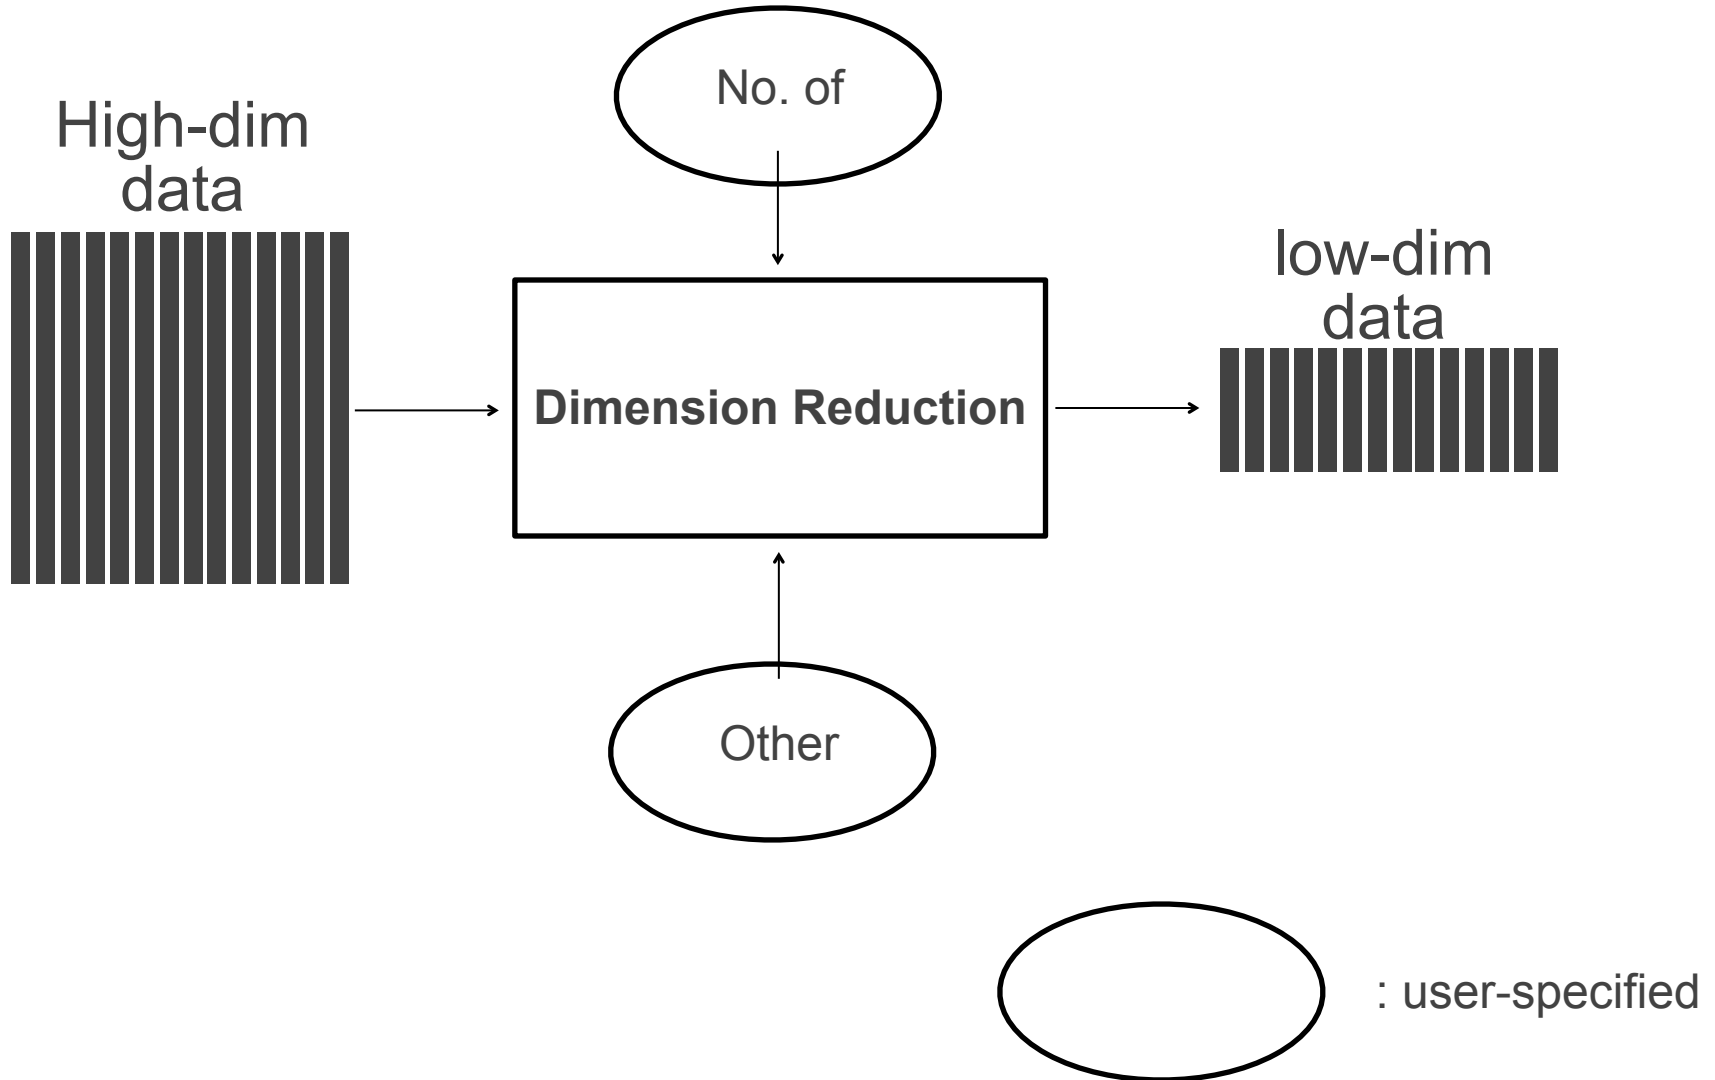 No. of
High-dim
data
low-dim
data
Dimension Reduction
Other
: user-specified